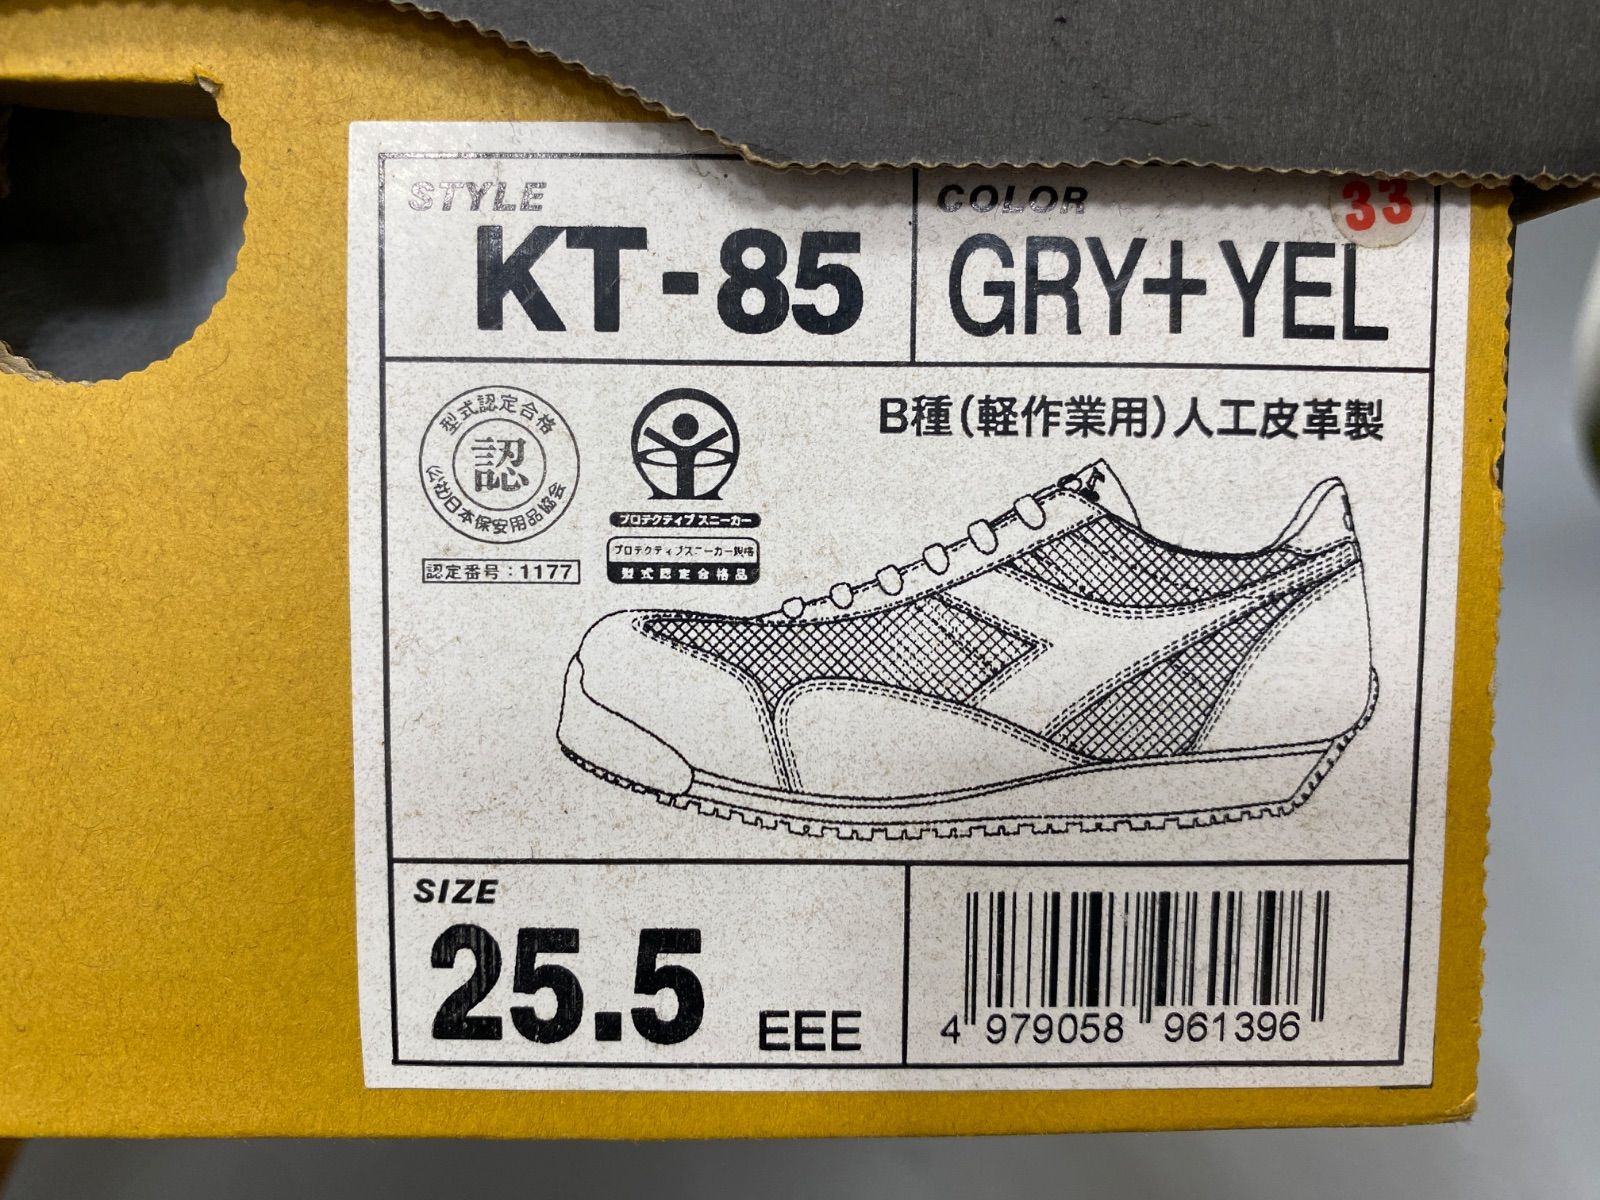 STYLE
KT-85
COLOR
33
GRY+YEL
型式認定合格
認
(公社)日本保安用品協会
認定番号:1177
プロテクティブスニーカー
プロテクティブスニーカー規格
型式認定合格品
B種(軽作業用)人工皮革製
SIZE
25.5 EEE
4 979058 961396